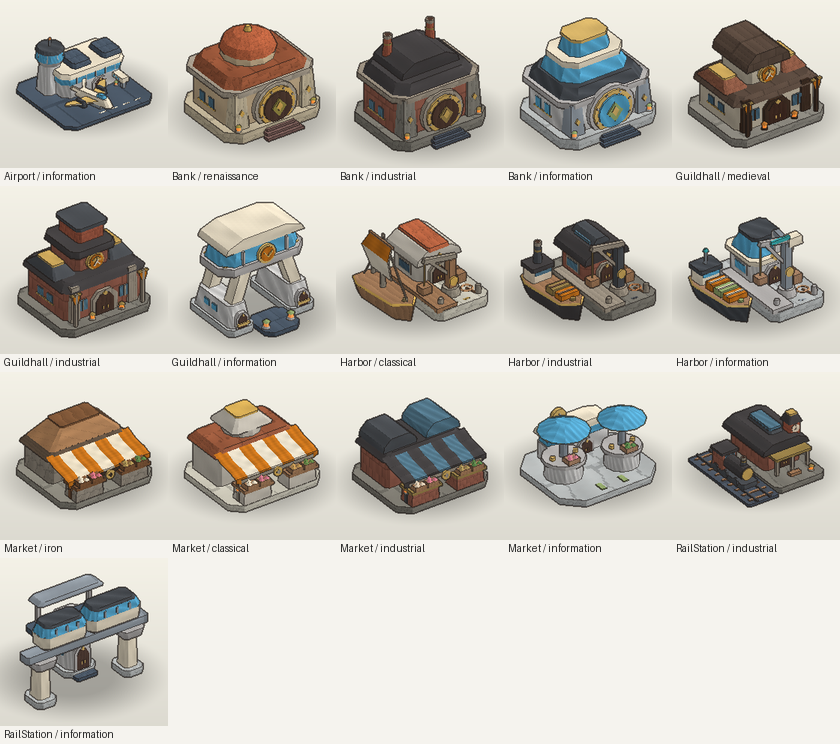 Airport / information
Bank / renaissance
Bank / industrial
Bank / information
Guildhall / medieval
Guildhall / industrial
Guildhall / information
Harbor / classical
Harbor / industrial
Harbor / information
Market / iron
Market / classical
Market / industrial
Market / information
RailStation / industrial
RailStation / information